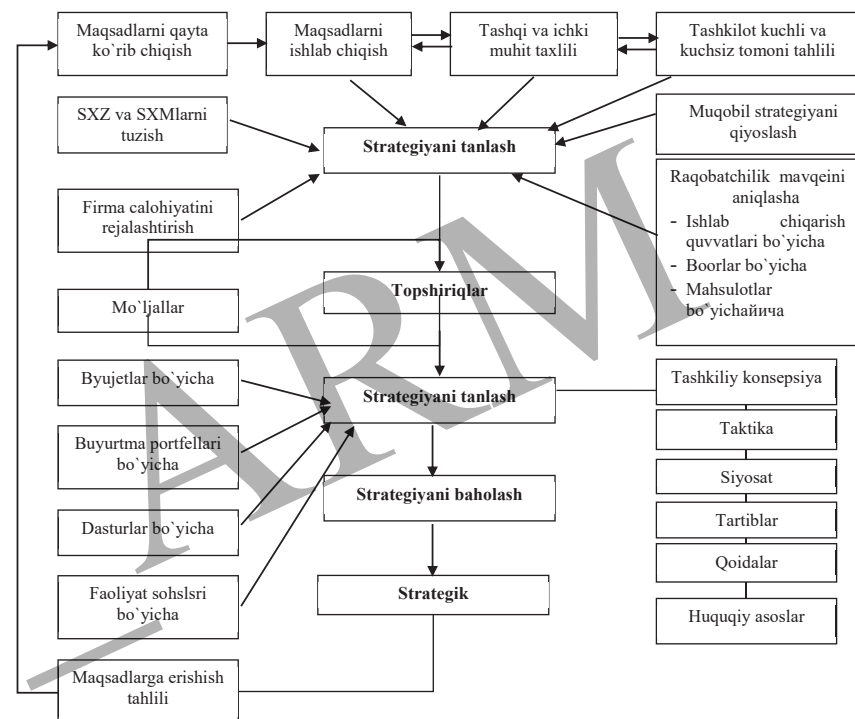 Maqsadlarni qayta
ko`rib chiqish
Maqsadlarni
ishlab chiqish
Tashqi va ichki
muhit taxlili
Tashkilot kuchli va
kuchsiz tomoni tahlili
SXZ va SXMlarni
tuzish
Strategiyani tanlash
Muqobil strategiyani
qiyoslash
Firma calohiyatini
rejalashtirish
Raqobatchilik mavqeini
aniqlasha
- Ishlab chiqarish
quvvatlari bo`yicha
- Boorlar bo`yicha
- Mahsulotlar
bo`yichaйича
Mo`ljallar
Topshiriqlar
Byujetlar bo`yicha
Strategiyani tanlash
Tashkiliy konsepsiya
Buyurtma portfellari
bo`yicha
Taktika
Strategiyani baholash
Siyosat
Dasturlar bo`yicha
Tartiblar
Qoidalar
Faoliyat sohslsri
bo`yicha
Strategik
Huquqiy asoslar
Maqsadlarga erishish
tahlili
ARM